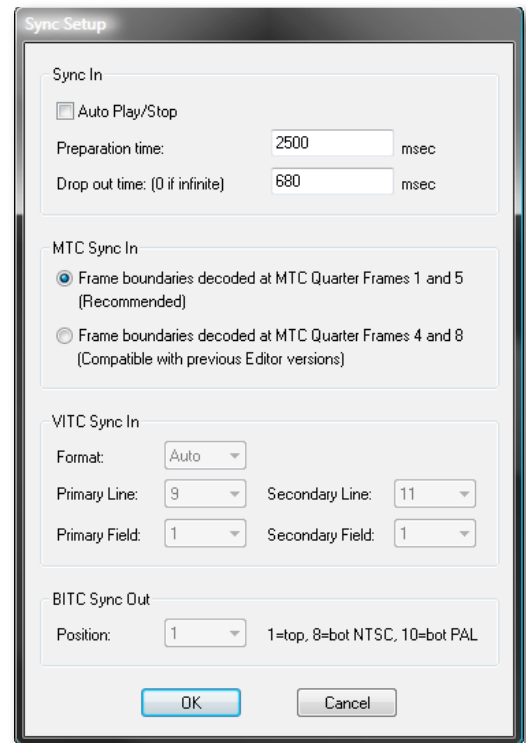 Sync Setup
Sync In
Auto Play/Stop
Preparation time: 2500 msec
Drop out time: (0 if infinite) 680 msec
MTC Sync In
Frame boundaries decoded at MTC Quarter Frames 1 and 5
(Recommended)
Frame boundaries decoded at MTC Quarter Frames 4 and 8
(Compatible with previous Editor versions)
VITC Sync In
Format: Auto
Primary Line: 9 Secondary Line: 11
Primary Field: 1 Secondary Field: 1
BITC Sync Out
Position: 1 1=top, 8=bot NTSC, 10=bot PAL
OK Cancel